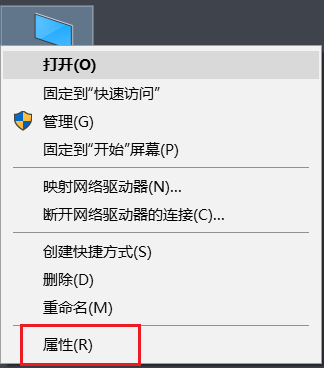 打开(O)
固定到“快速访问”
管理(G)
固定到“开始”屏幕(P)
映射网络驱动器(N)...
断开网络驱动器的连接(C)...
创建快捷方式(S)
删除(D)
重命名(M)
属性(R)